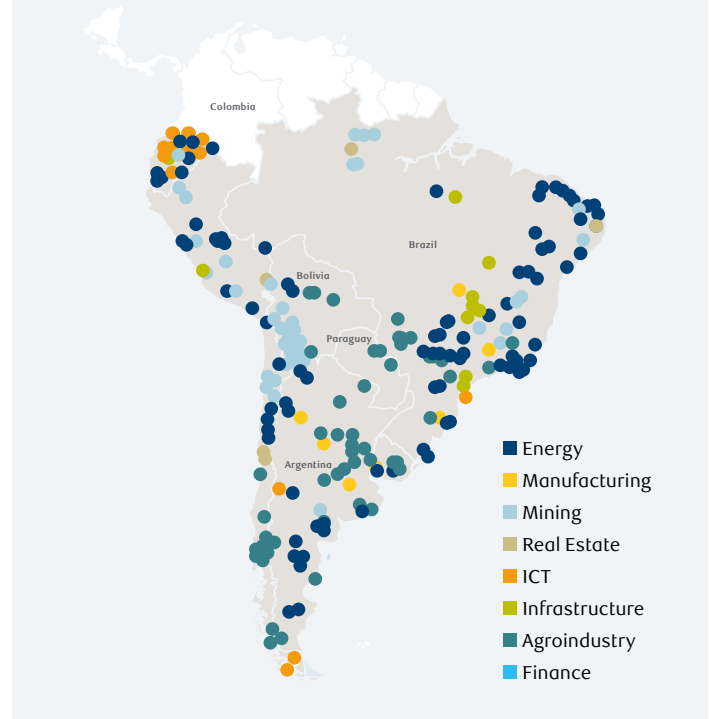 Colombia
Brazil
Bolivia
Paraguay
Argentina
Energy
Manufacturing
Mining
Real Estate
ICT
Infrastructure
Agroindustry
Finance